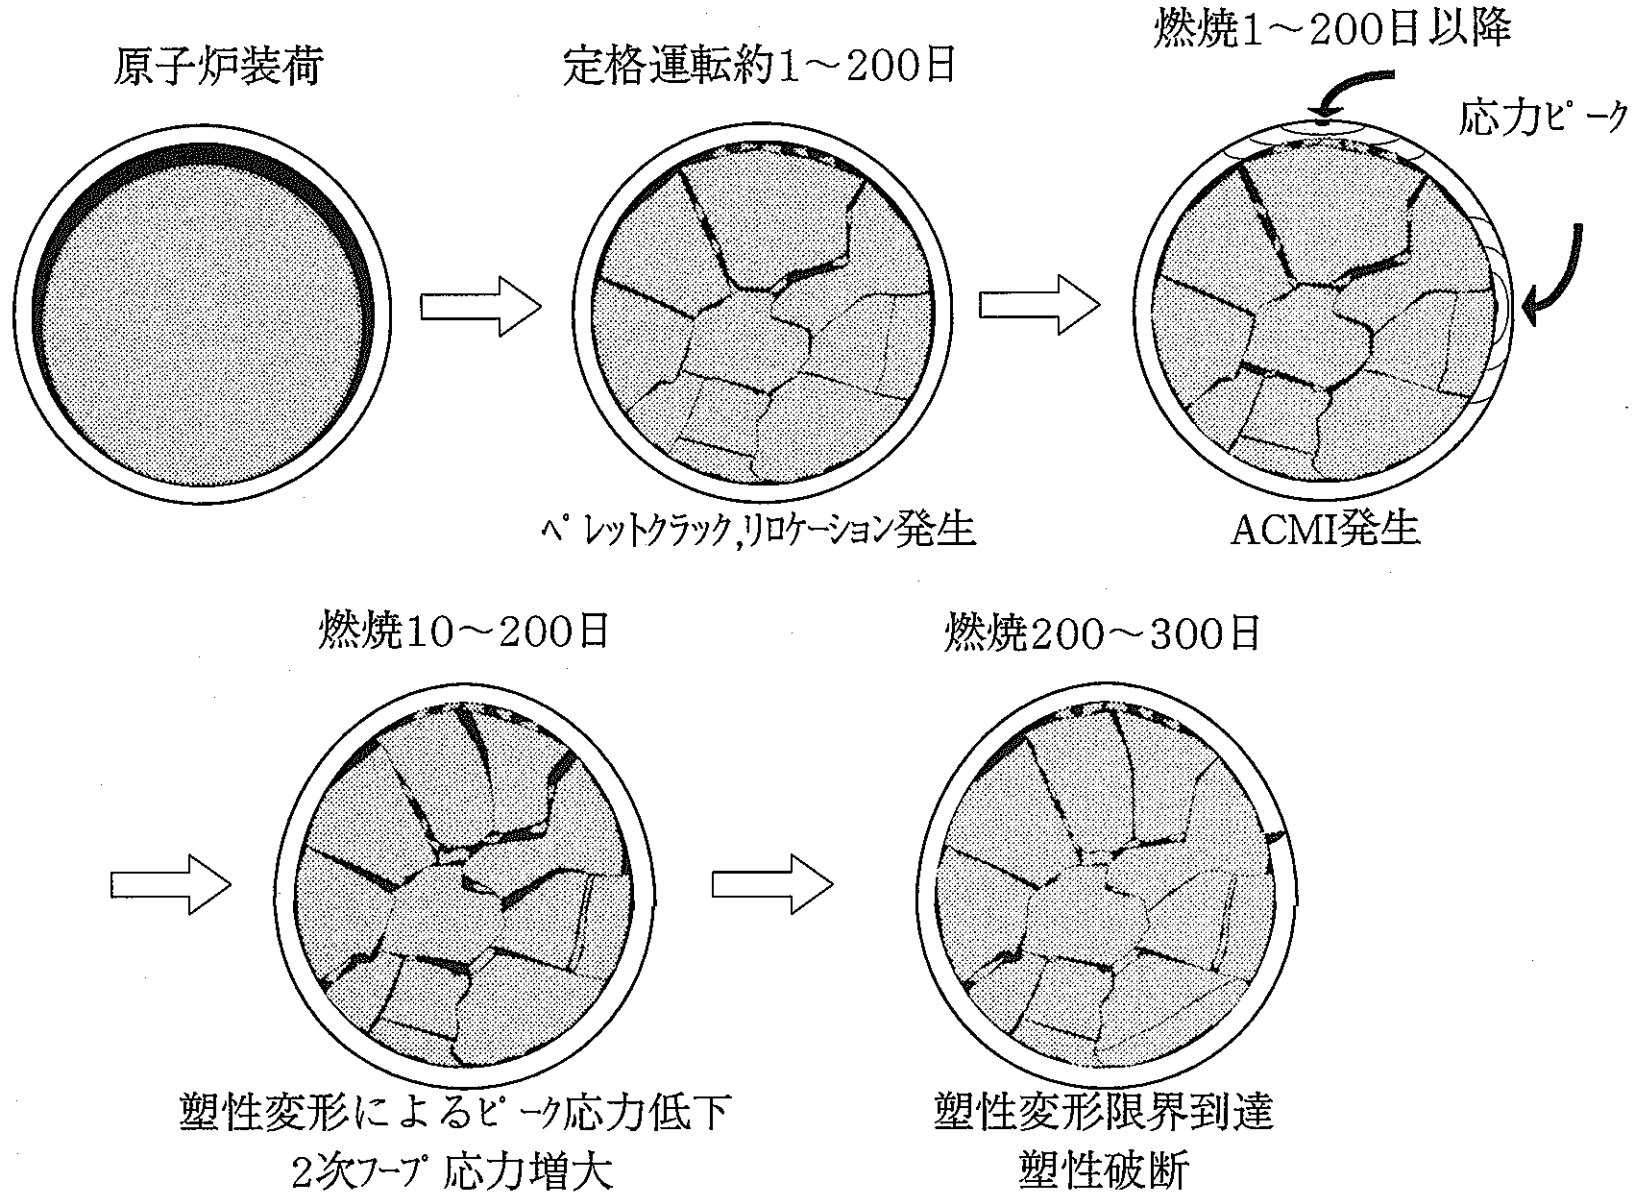 原子炉装荷
定格運転約1～200日
燃焼1～200日以降
応力ピーク
ペレットクラック,リロケーション発生
ACMI発生
燃焼10～200日
燃焼200～300日
塑性変形によるピーク応力低下
2次フープ応力増大
塑性変形限界到達
塑性破断